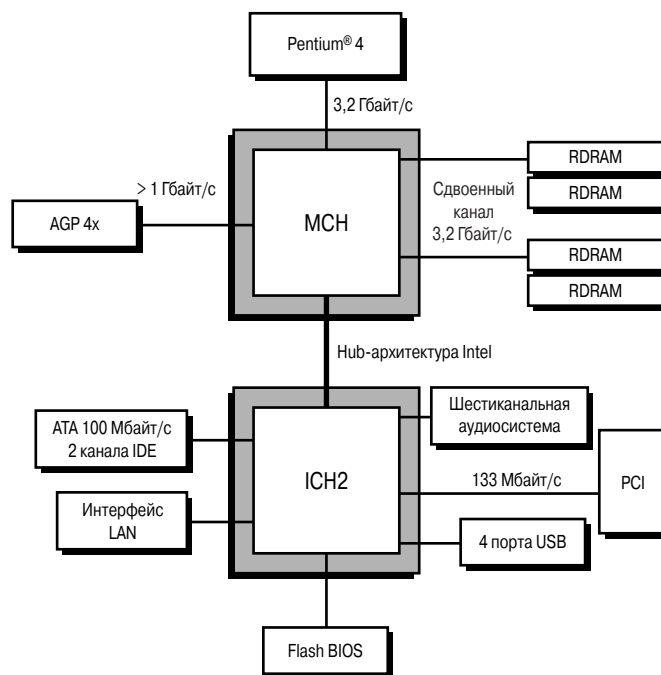 Pentium® 4
3,2 Гбайт/с
> 1 Гбайт/с
AGP 4x
MCH
Сдвоенный
канал
3,2 Гбайт/с
RDRAM
RDRAM
RDRAM
RDRAM
Hub-архитектура Intel
ATA 100 Мбайт/с
2 канала IDE
Интерфейс
LAN
ICH2
Шестиканальная
аудиосистема
133 Мбайт/с
PCI
4 порта USB
Flash BIOS